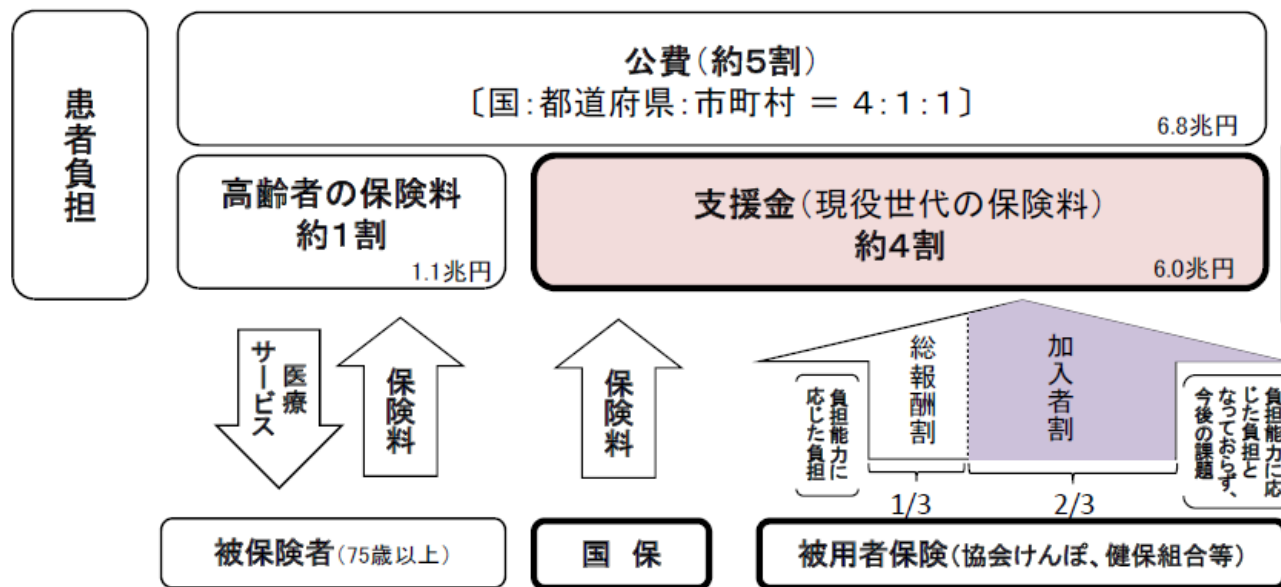 患者負担
公費(約5割)
〔国:都道府県:市町村 = 4:1:1〕
6.8兆円
高齢者の保険料
約1割
1.1兆円
支援金(現役世代の保険料)
約4割
6.0兆円
医療
サービス
保険料
保険料
負担能力に
応じた負担
総報酬割
加入者割
負担能力に応
じた負担と
なっておらず、
今後の課題
1/3
2/3
被保険者(75歳以上)
国 保
被用者保険(協会けんぽ、健保組合等)